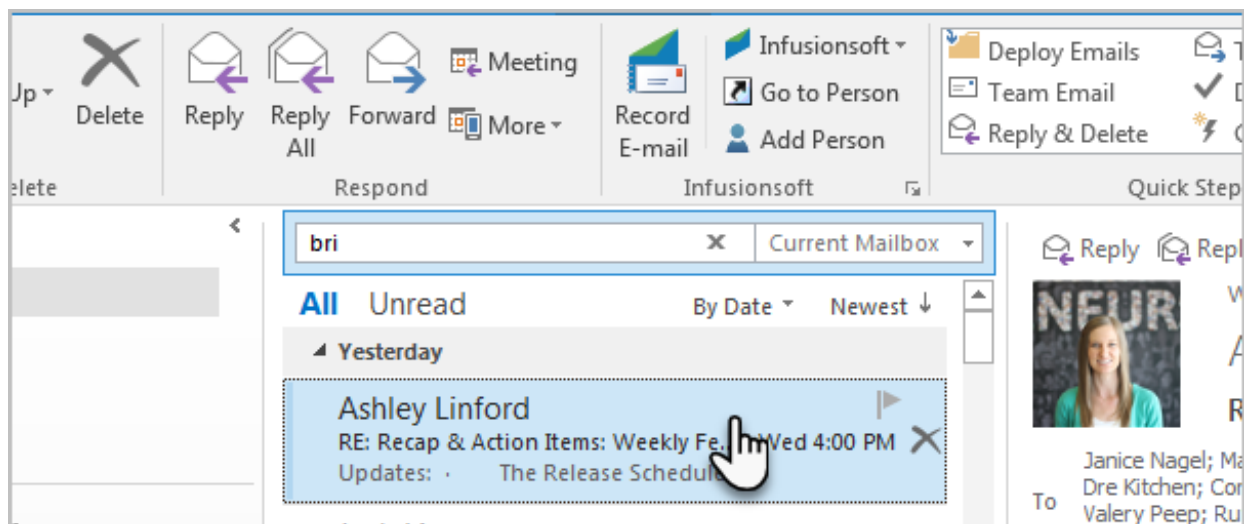 Up
Delete
Reply
Reply All
Forward
Meeting
More
Record E-mail
Infusionsoft
Go to Person
Add Person
Deploy Emails
Team Email
Reply & Delete
elete
Respond
Infusionsoft
Quick Step
bri
Current Mailbox
All Unread By Date Newest
Yesterday
Ashley Linford
RE: Recap & Action Items: Weekly Fe... Wed 4:00 PM
Updates: · The Release Schedule
Reply Repl
NEUR
To
Janice Nagel; Ma
Dre Kitchen; Cor
Valery Peep; Ru